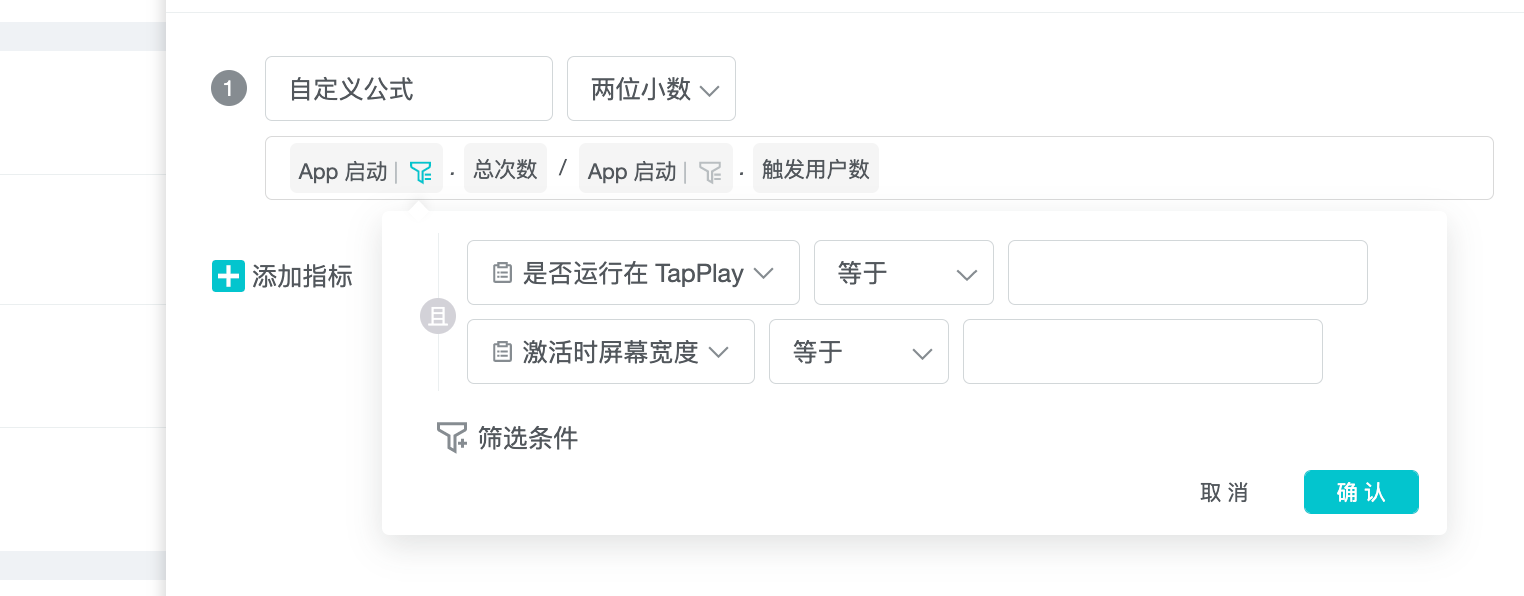 1 自定义公式 两位小数
App 启动 | . 总次数 / App 启动 | . 触发用户数
是否运行在 TapPlay 等于
添加指标
且
激活时屏幕宽度 等于
筛选条件
取 消 确 认